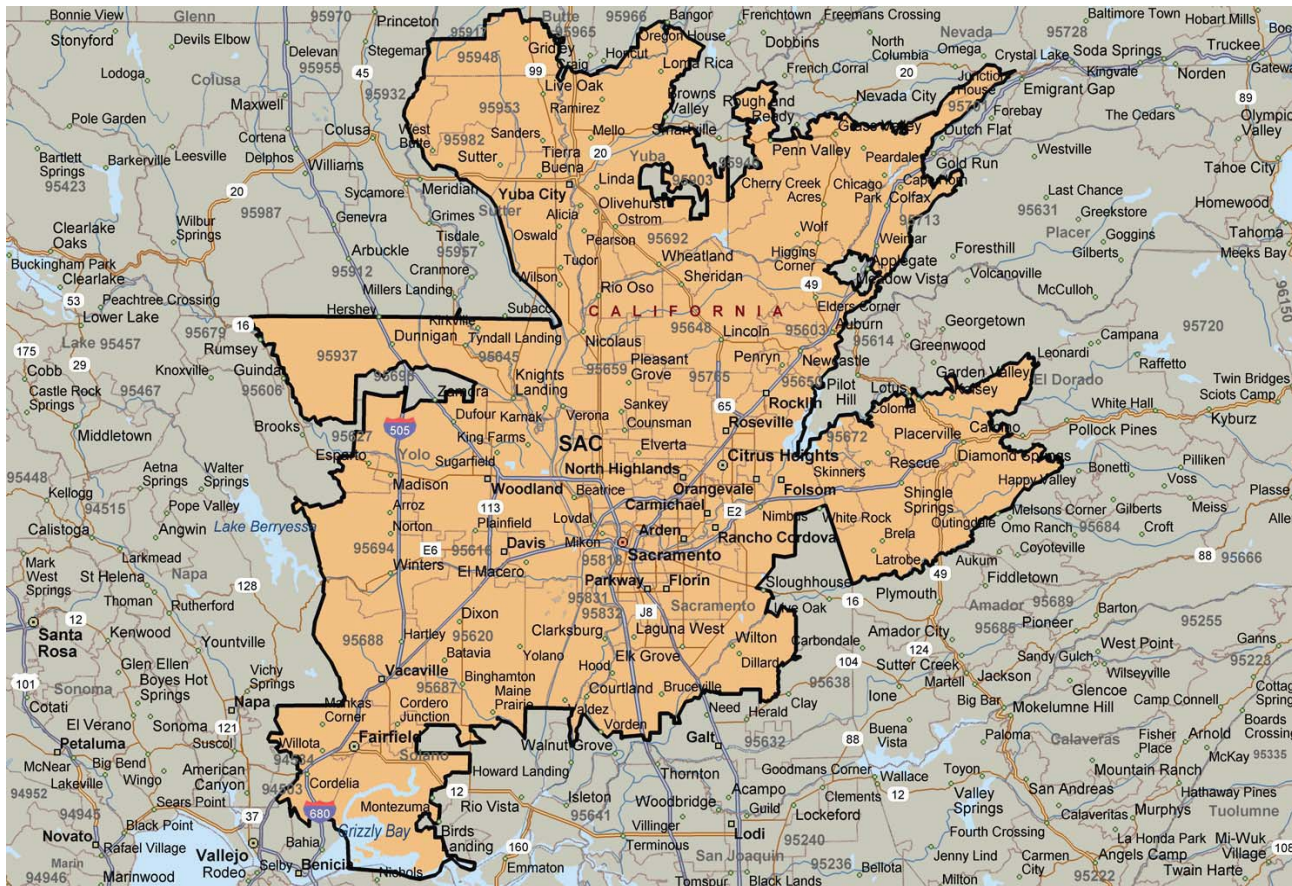 Bonnie View
Glenn
95970
Princeton
Butte
95966
Bangor
Frenchtown
Freemans Crossing
Baltimore Town
Hobart Mills
Stonyford
Devils Elbow
Stegeman
95965
Oregon House
Dobbins
North
Columbia
Nevada
Omega
95728
Soda Springs
Truckee
Delevan
95955
Gridley
Honcut
Crystal Lake
Kingvale
Norden
Lodoga
Colusa
45
95948
99
Loma Rica
French Corral
20
Junction
House
Emigrant Gap
Maxwell
95932
Live Oak
Browns
Valley
Rough and
Ready
Nevada City
Forebay
89
Pole Garden
95953
Ramirez
Grass Valley
Dutch Flat
The Cedars
Olympic
Valley
Cortena
Colusa
West
Butte
95982
Sanders
Mello
Smartville
Penn Valley
Bartlett
Springs
95423
Barkerville
Leesville
Delphos
Williams
Sutter
Tierra
Buena
20
Yuba
95946
Peardale
Gold Run
Westville
Tahoe City
20
Sycamore
Meridian
Yuba City
Linda
95903
Cherry Creek
Acres
Chicago
Park
Cape Horn
Colfax
Last Chance
Homewood
95987
Genevra
Grimes
Sutter
Olivehurst
Ostrom
95713
95631
Greekstore
Clearlake
Oaks
Wilbur
Springs
Tisdale
Alicia
Wolf
Placer
Goggins
Tahoma
Arbuckle
95957
Oswald
Pearson
95692
Weimar
Foresthill
Gilberts
Meeks Bay
Buckingham Park
Clearlake
95912
Cranmore
Tudor
Wheatland
Higgins
Corner
Applegate
Meadow Vista
Volcanoville
53
Millers Landing
Wilson
Sheridan
49
McCulloh
96150
Peachtree Crossing
Hershey
Subaco
Rio Oso
Elders Corner
Lower Lake
16
CALIFORNIA
Georgetown
95679
Kirkville
95648
Lincoln
95603
Auburn
95614
Campana
95720
175
Lake
95457
Rumsey
Dunnigan
Tyndall Landing
Nicolaus
Greenwood
29
Cobb
Knoxville
Guinda
95937
95645
Pleasant
Grove
Penryn
Newcastle
Leonardi
Raffetto
Castle Rock
Springs
95467
95606
95695
Knights
Landing
95659
95765
Pilot
Hill
Lotus
Garden Valley
Kelsey
El Dorado
Twin Bridges
Sciots Camp
Zamora
Sankey
65
Rocklin
Coloma
White Hall
Middletown
Brooks
Dufour
Karnak
Verona
Counsman
Roseville
95672
Placerville
Camino
Pollock Pines
Kyburz
95627
505
King Farms
SAC
Elverta
Citrus Heights
Rescue
Diamond Springs
Aetna
Springs
Walter
Springs
Esparto
Yolo
Sugarfield
North Highlands
Skinners
Bonetti
Pilliken
95448
Madison
Woodland
Beatrice
Orangevale
Folsom
Shingle
Springs
Happy Valley
Voss
Plasse
Kellogg
94515
Pope Valley
Arroz
113
Carmichael
E2
Nimbus
White Rock
Outingdale
Melsons Corner
Gilberts
Meiss
Calistoga
Angwin
Lake Berryessa
Norton
Plainfield
Lovdal
Arden
Rancho Cordova
Brela
Omo Ranch
95684
Croft
Mark
West
Springs
Larkmead
Napa
95694
E6
95616
Davis
Mikon
Sacramento
Latrobe
Coyoteville
88
95666
St Helena
128
Winters
El Macero
95818
Sloughhouse
49
Aukum
Fiddletown
Thoman
Rutherford
Parkway
Florin
16
Plymouth
12
95831
Amador
95689
Barton
Santa
Rosa
Kenwood
Yountville
Dixon
95832
J8
Sacramento
Live Oak
Amador City
95685
Pioneer
95255
95688
Hartley
95620
Clarksburg
Laguna West
Wilton
Carbondale
124
West Point
Ganns
Glen Ellen
Boyes Hot
Springs
Vichy
Springs
Batavia
Yolano
Elk Grove
104
Sutter Creek
Martell
Sandy Gulch
Wilseyville
95223
101
Sonoma
Vacaville
Hood
Dillard
Jackson
Cotati
Napa
95687
Binghamton
Courtland
Bruceville
95638
Ione
Glencoe
Camp Connell
El Verano
Sonoma
121
Mankas
Corner
Cordero
Junction
Maine
Prairie
Valdez
Need
Herald
Clay
Big Bar
Mokelumne Hill
Petaluma
Suscol
Willota
Fairfield
Vorden
Galt
Buena
Vista
Paloma
Calaveras
Fisher
Place
Arnold
Boards
Crossing
McNear
Big Bend
Solano
Walnut Grove
95632
88
McKay
95335
Lakeville
Wingo
American
Canyon
94534
Howard Landing
Thornton
Goodmans Corner
Wallace
Toyon
Mountain Ranch
94952
94503
Cordelia
12
Acampo
12
Valley
Springs
San Andreas
Hathaway Pines
94945
Sears Point
Rio Vista
Isleton
Woodbridge
Guild
Clements
Calaveritas
Murphys
Tuolumne
Black Point
37
680
Montezuma
95641
Lockeford
Novato
Rafael Village
Bahia
Grizzly Bay
Birds
Landing
Villinger
Lodi
Fourth Crossing
La Honda Park
Mi-Wuk
Village
Marin
Vallejo
160
Terminous
95240
Angels Camp
108
94946
Marinwood
Rodeo
Selby
Benicia
Nichols
Emmaton
San Joaquin
95236
Bellota
Jenny Lind
Milton
Carmen
City
95222
Twain Harte
Black Lands